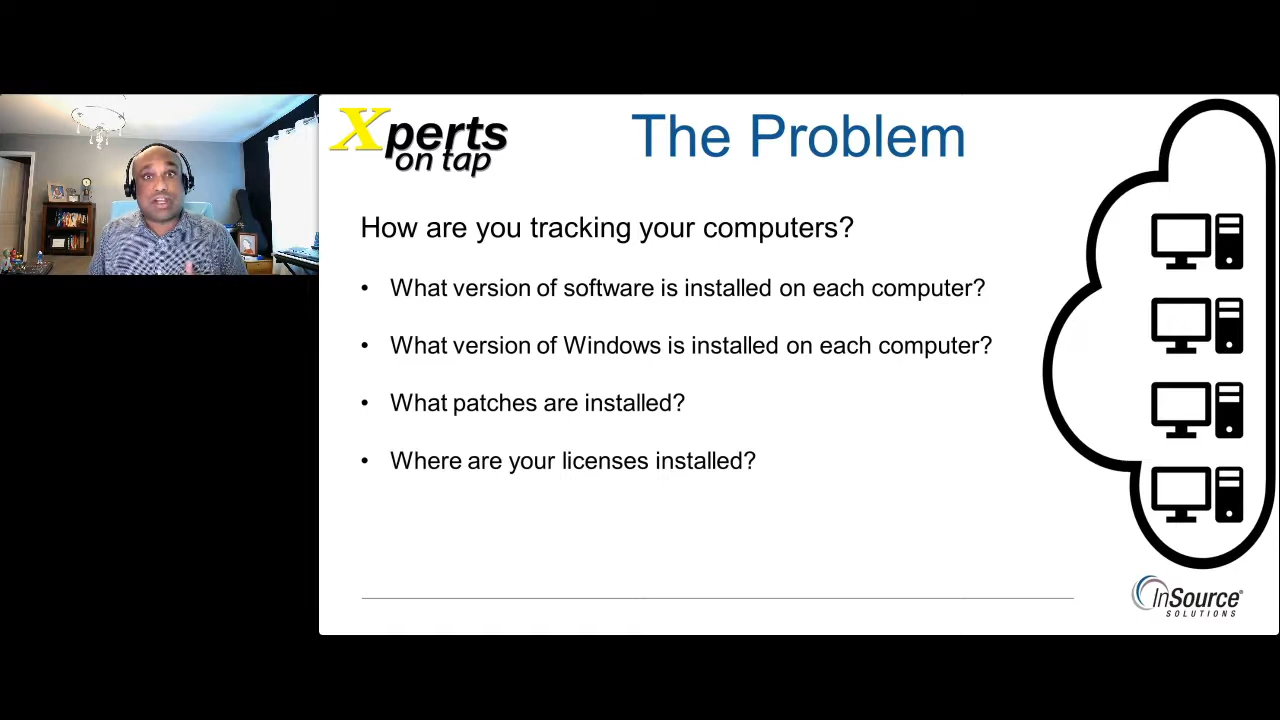 Xperts
on tap
The Problem
How are you tracking your computers?
• What version of software is installed on each computer?
• What version of Windows is installed on each computer?
• What patches are installed?
• Where are your licenses installed?
InSource®
SOLUTIONS